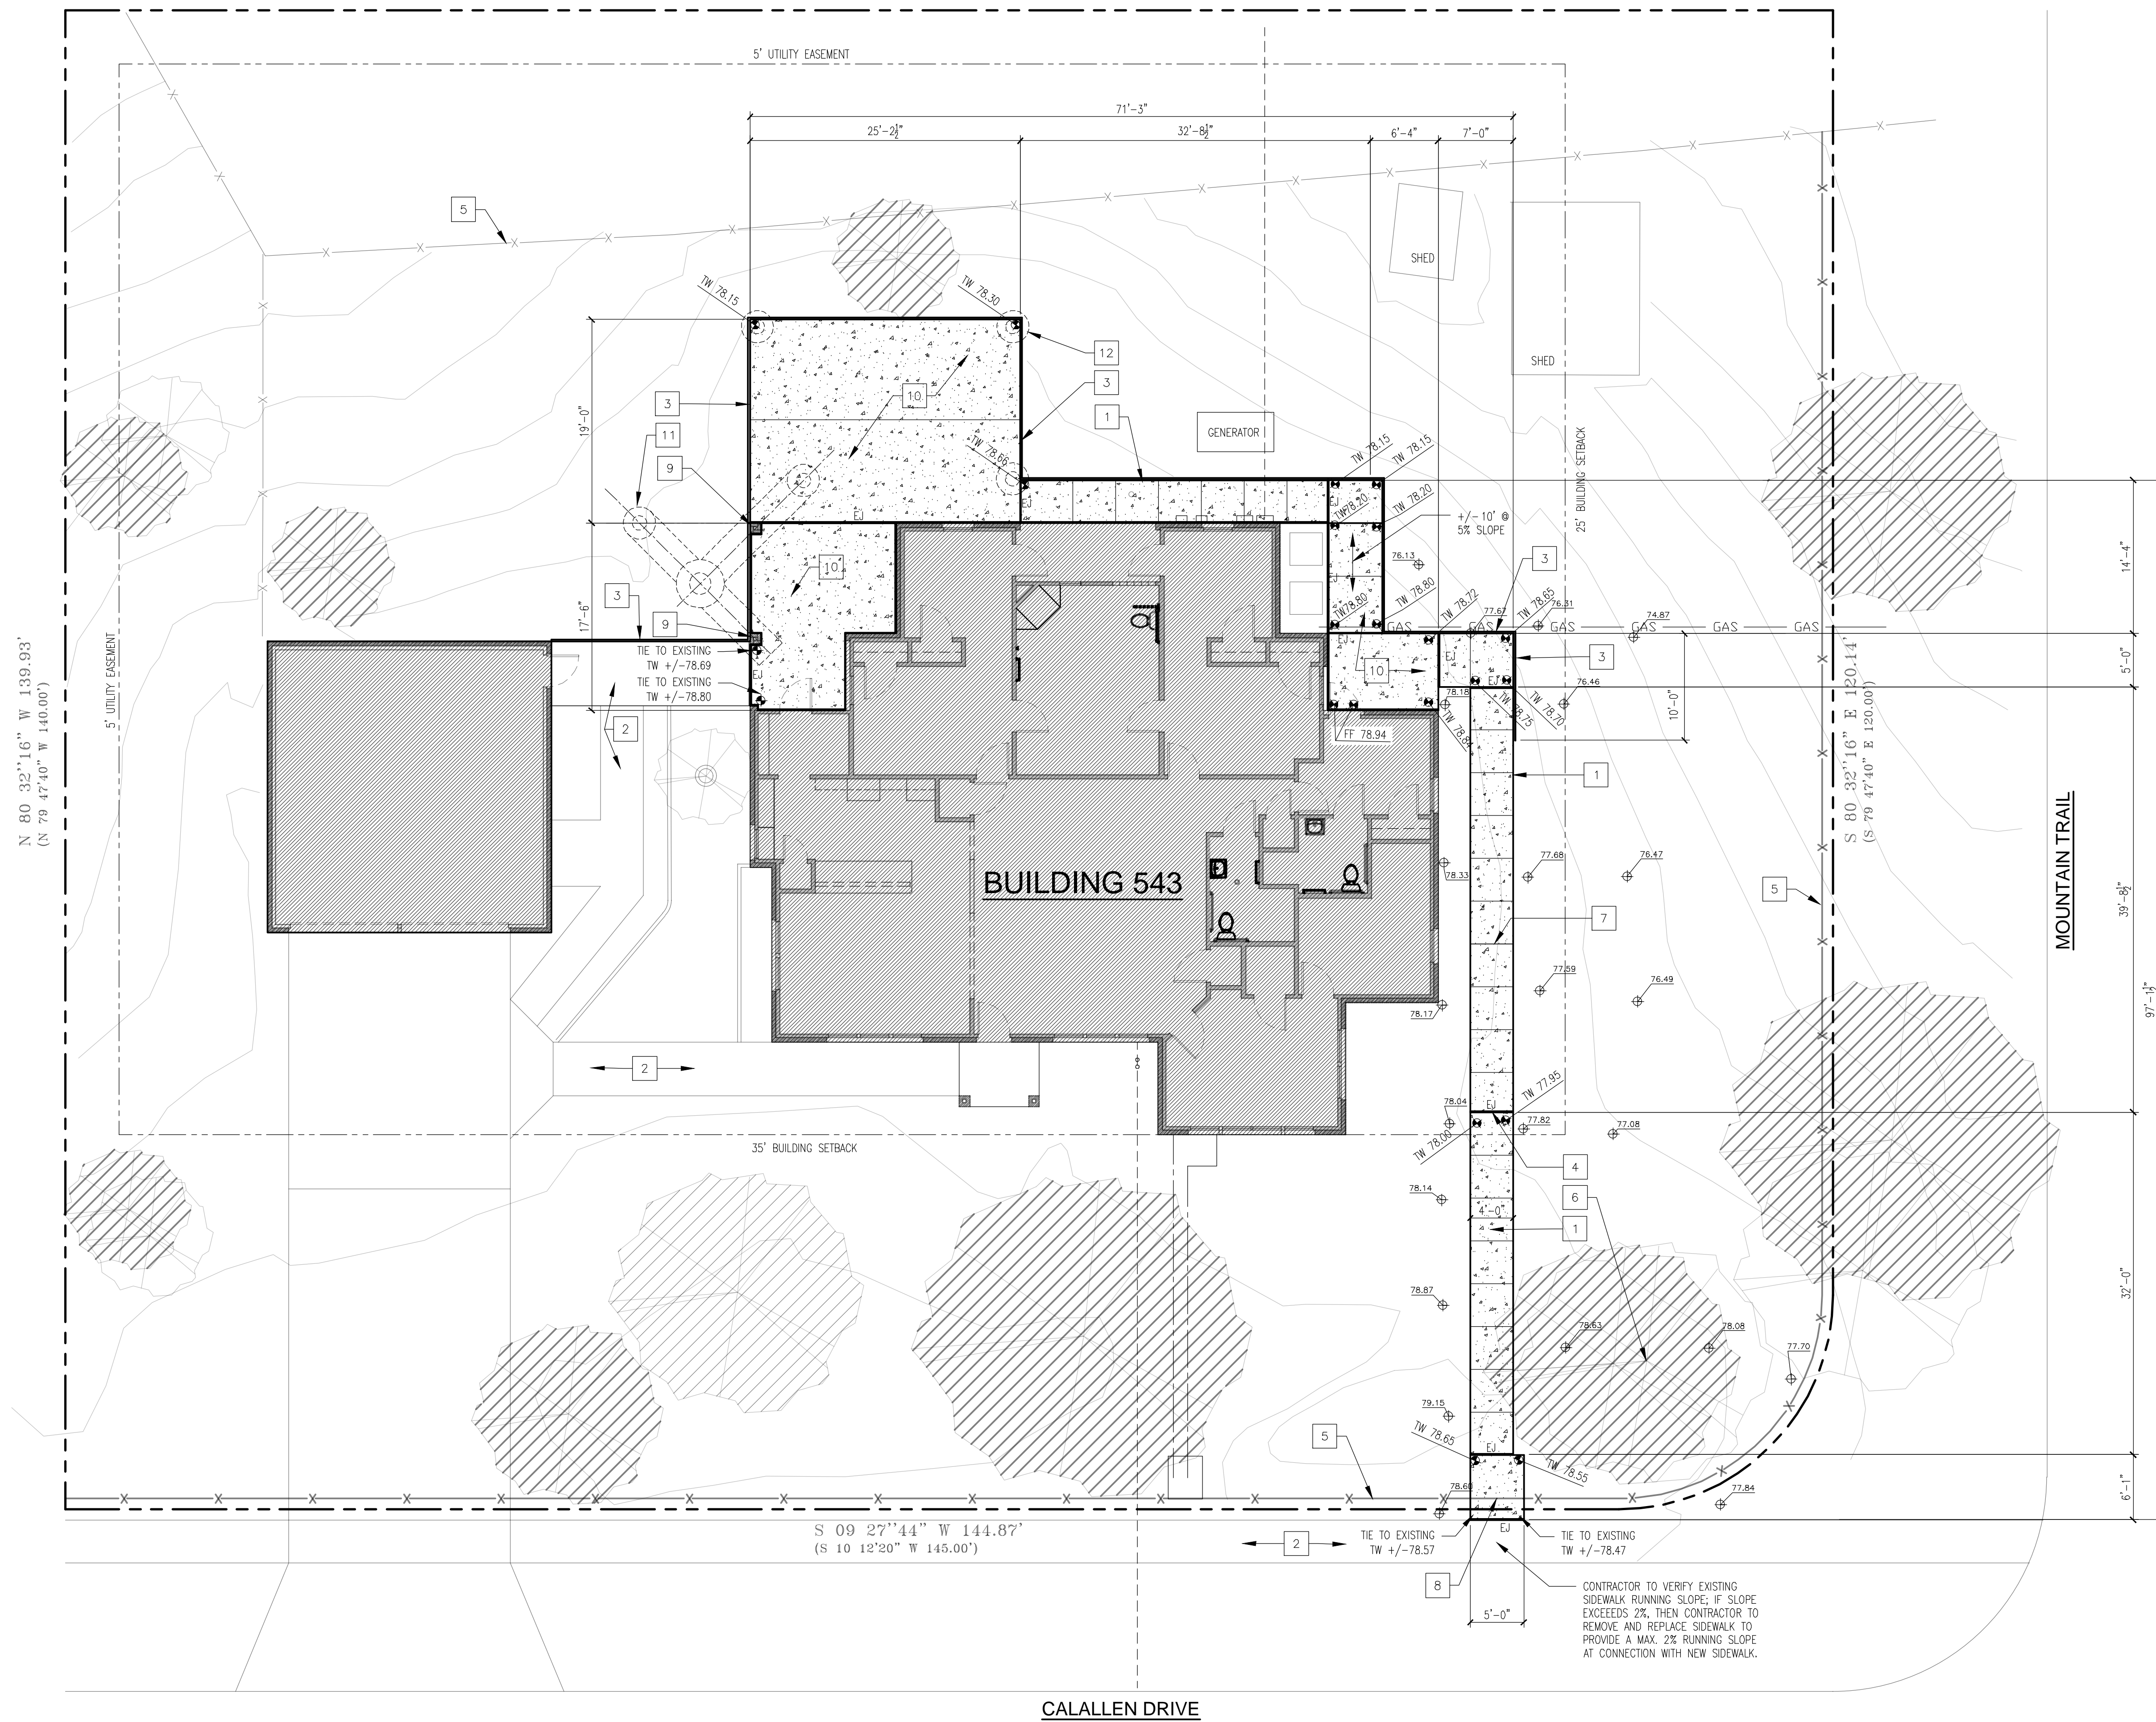 5' UTILITY EASEMENT
71'-3"
25'-2½"
32'-8½"
6'-4"
7'-0"
5
SHED
SHED
TW 78.15
TW 78.30
12
3
10
3
1
19'-0"
11
9
TW 78.66
GENERATOR
TW 78.15
TW 78.15
25' BUILDING SETBACK
EJ
EJ
EJ
TW 78.20
TW 78.20
+/-10' @
5% SLOPE
76.13
3
14'-4"
10
EJ
3
17'-6"
9
TW 78.80
TW 78.80
TW 78.72
77.67
TW 78.65
76.31
74.87
GAS
GAS
GAS
GAS
GAS
GAS
N 80 32''16" W 139.93'
(N 79 47'40" W 140.00')
5' UTILITY EASEMENT
TIE TO EXISTING
TW +/-78.69
TIE TO EXISTING
TW +/-78.80
EJ
EJ
10
EJ
3
5'-0"
EJ
S 80 32''16" E 120.14'
(S 79 47'40" E 120.00')
78.18
76.46
TW 78.75
TW 78.70
10'-0"
2
FF 78.94
TW 78.84
1
MOUNTAIN TRAIL
BUILDING 543
78.33
77.68
76.47
5
39'-8½"
7
77.59
76.49
78.17
97'-1½"
2
TW 77.95
78.04
EJ
77.82
77.08
35' BUILDING SETBACK
TW 78.00
4
78.14
6
4'-0"
1
32'-0"
78.87
78.63
78.08
77.70
79.15
TW 78.65
5
EJ
TW 78.55
78.60
77.84
6'-1"
S 09 27''44" W 144.87'
(S 10 12'20" W 145.00')
2
TIE TO EXISTING
TW +/-78.57
EJ
TIE TO EXISTING
TW +/-78.47
8
5'-0"
CONTRACTOR TO VERIFY EXISTING
SIDEWALK RUNNING SLOPE; IF SLOPE
EXCEEEDS 2%, THEN CONTRACTOR TO
REMOVE AND REPLACE SIDEWALK TO
PROVIDE A MAX. 2% RUNNING SLOPE
AT CONNECTION WITH NEW SIDEWALK.
CALALLEN DRIVE